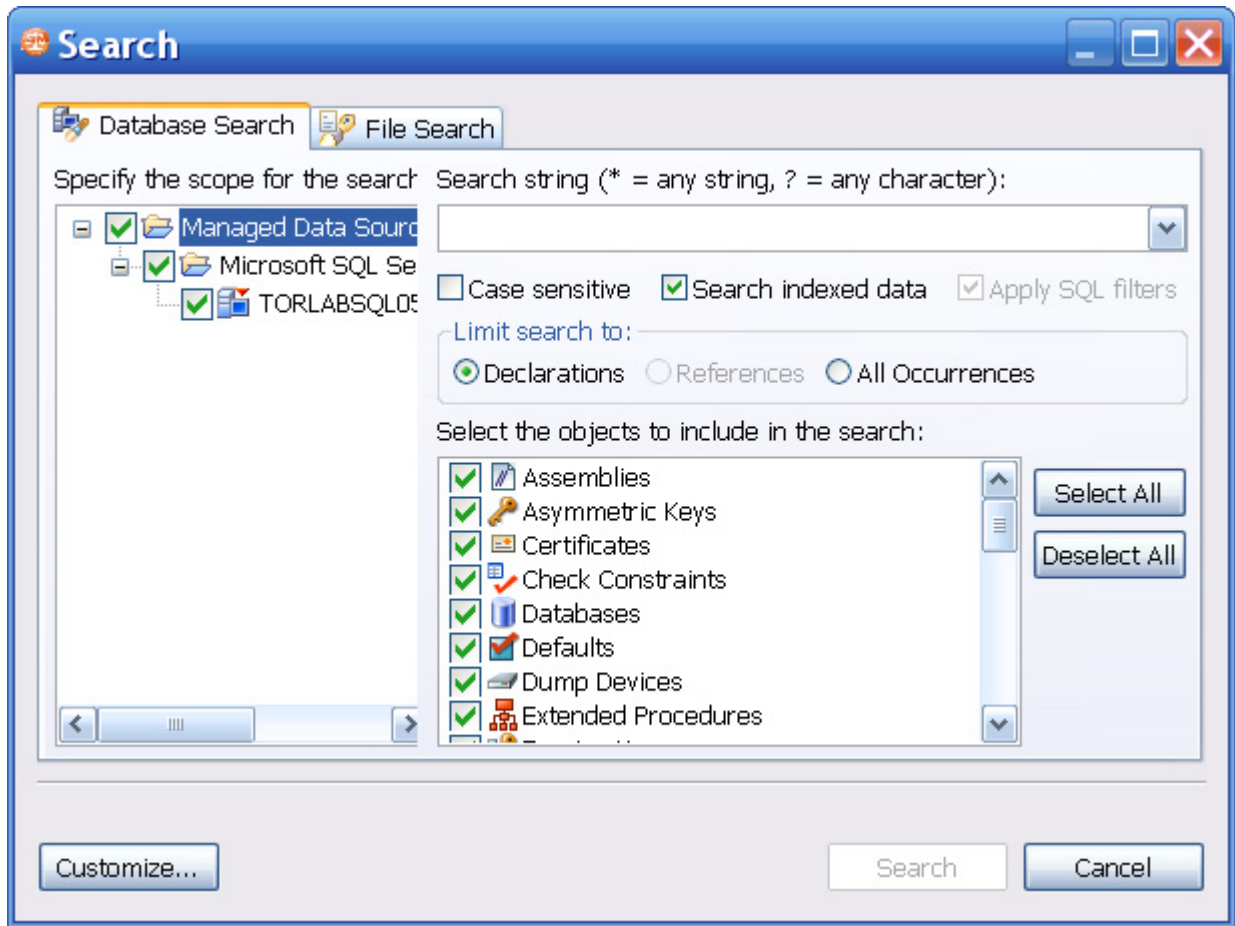 Search
Database Search
File Search
Specify the scope for the search
Managed Data Sourc
Microsoft SQL Se
TORLABSQL05
Search string (* = any string, ? = any character):
Case sensitive
Search indexed data
Apply SQL filters
Limit search to:
Declarations
References
All Occurrences
Select the objects to include in the search:
Assemblies
Asymmetric Keys
Certificates
Check Constraints
Databases
Defaults
Dump Devices
Extended Procedures
Select All
Deselect All
Customize...
Search
Cancel